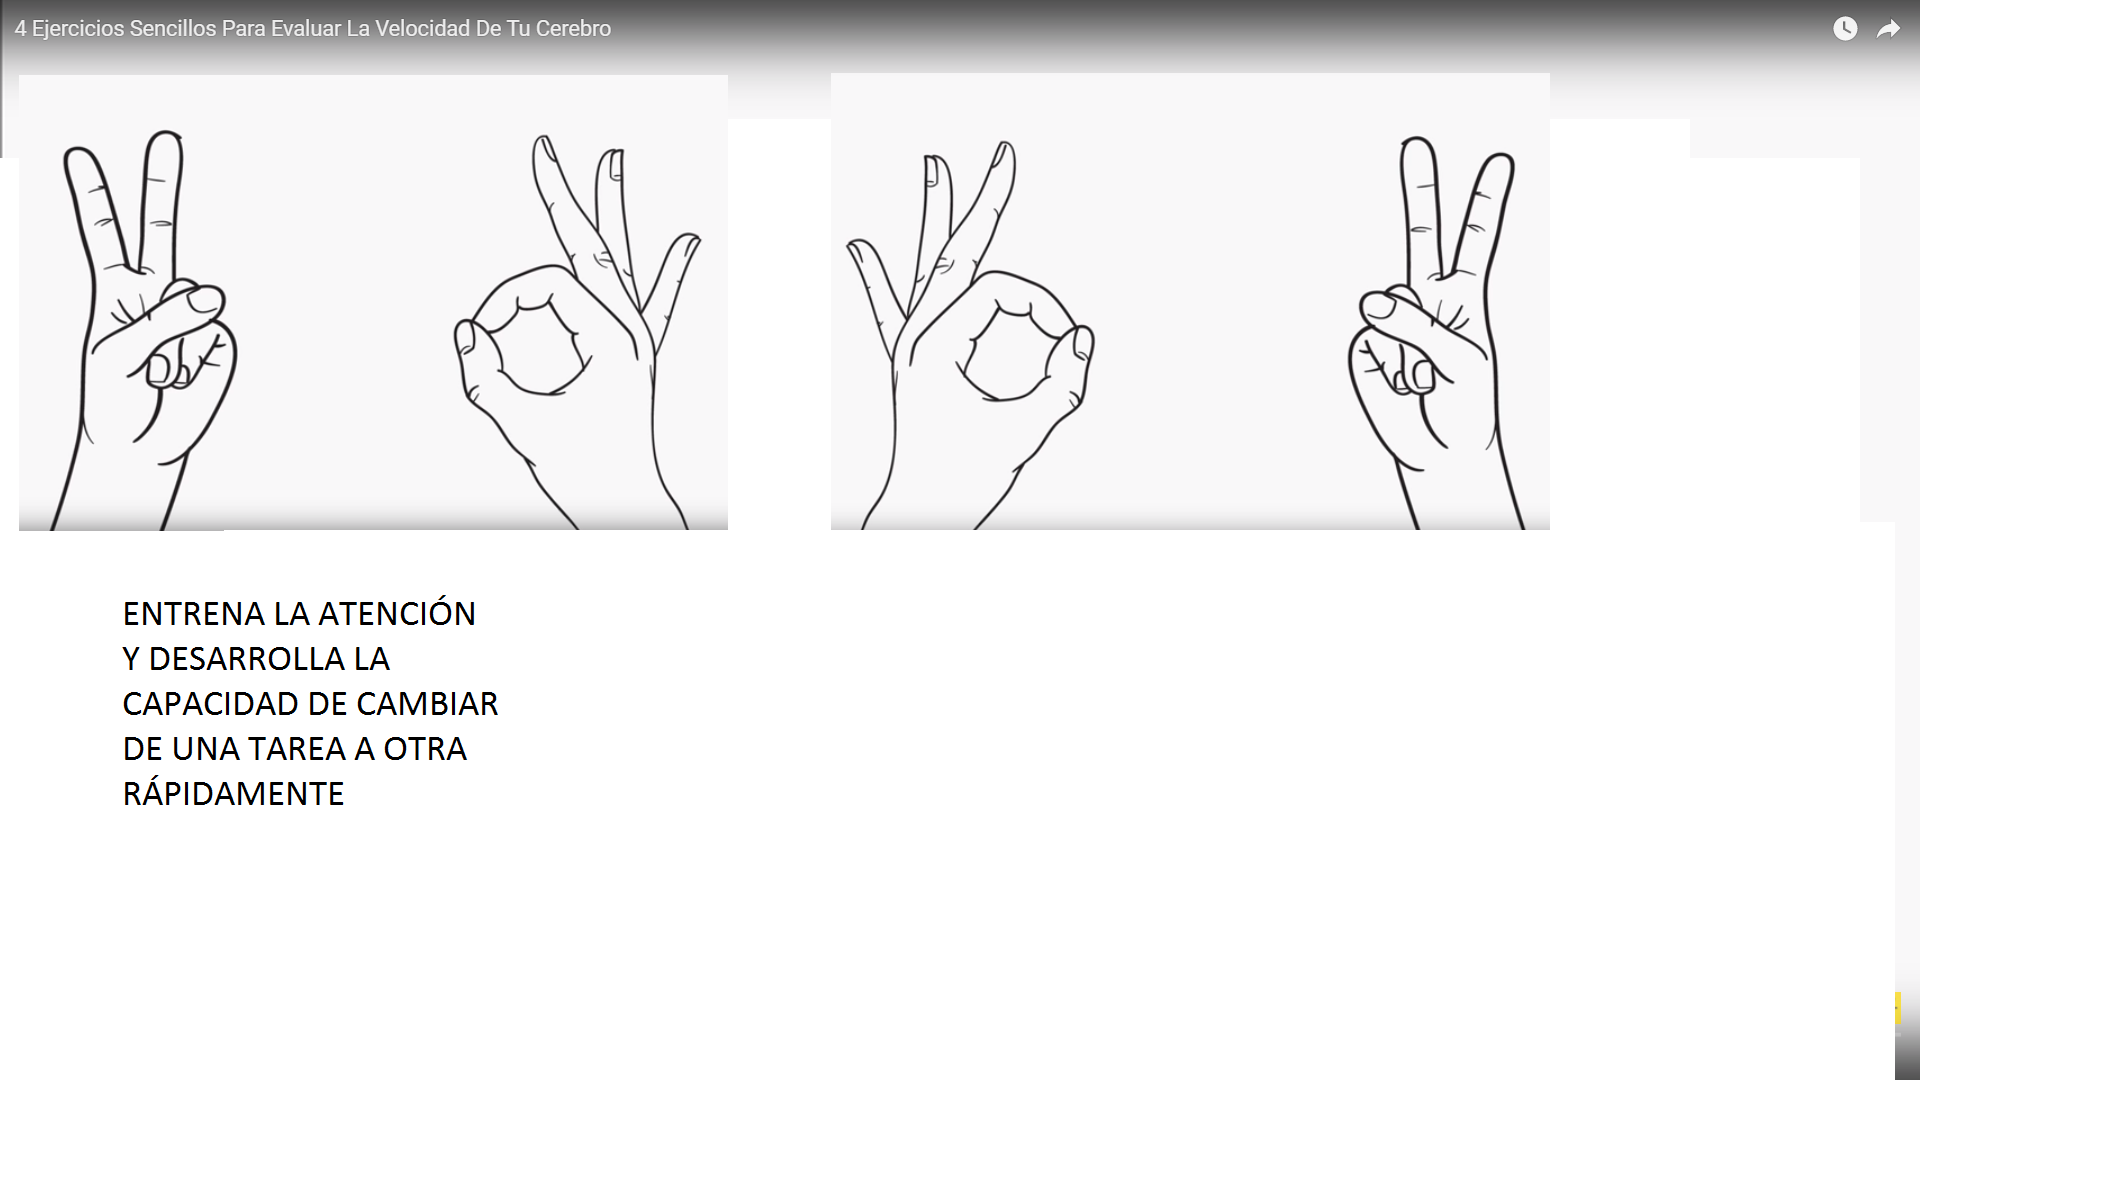 4 Ejercicios Sencillos Para Evaluar La Velocidad De Tu Cerebro
ENTRENA LA ATENCIÓN
Y DESARROLLA LA
CAPACIDAD DE CAMBIAR
DE UNA TAREA A OTRA
RÁPIDAMENTE